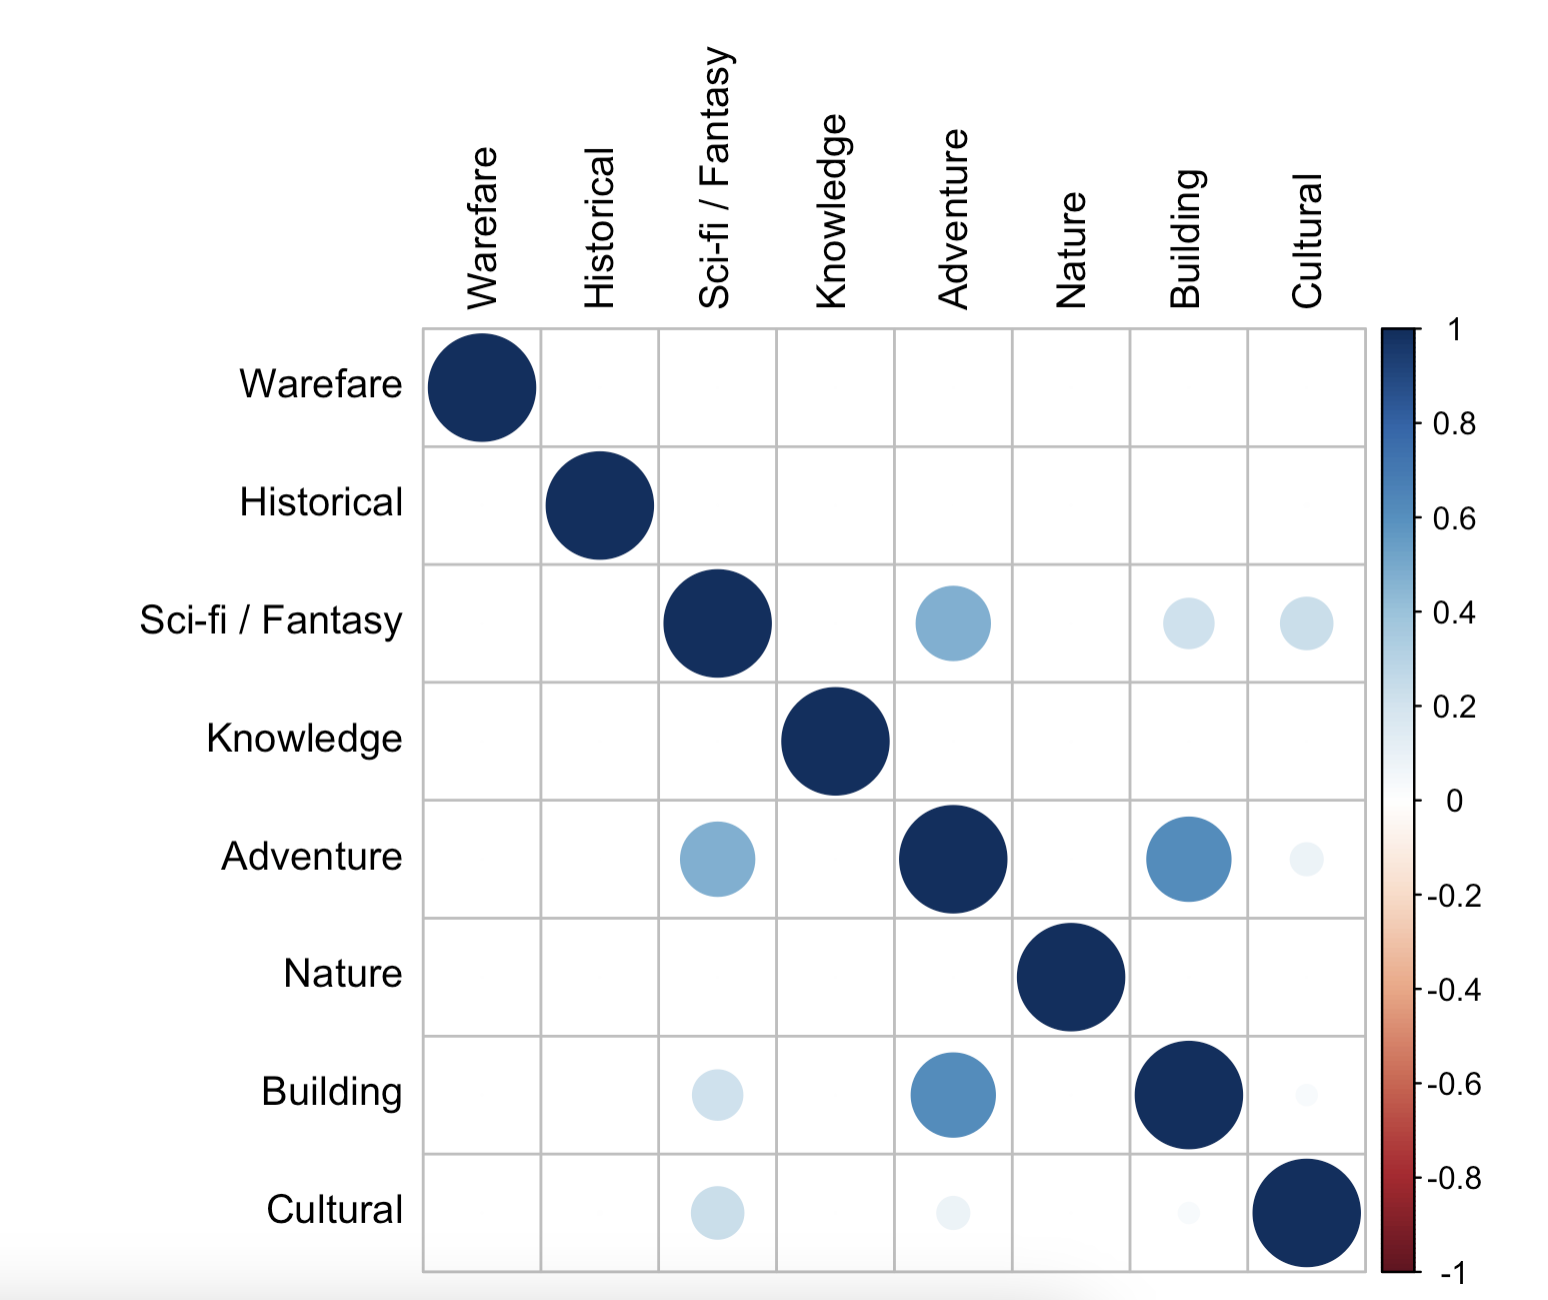 Warefare
Historical
Sci-fi / Fantasy
Knowledge
Adventure
Nature
Building
Cultural
Warefare
Historical
Sci-fi / Fantasy
Knowledge
Adventure
Nature
Building
Cultural
1
0.8
0.6
0.4
0.2
0
-0.2
-0.4
-0.6
-0.8
-1